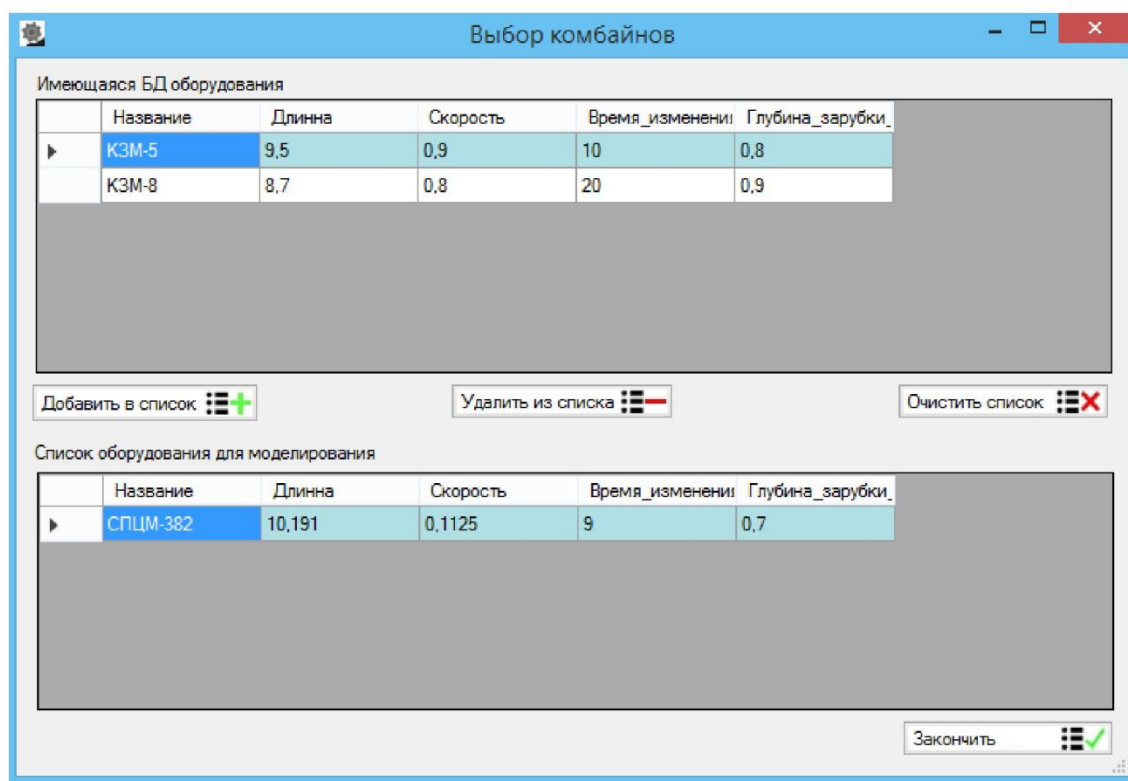 Выбор комбайнов
Имеющаяся БД оборудования
Название Длинна Скорость Время_изменени Глубина_зарубки_
КЗМ-5 9,5 0,9 10 0,8
КЗМ-8 8,7 0,8 20 0,9
Добавить в список Удалить из списка Очистить список
Список оборудования для моделирования
Название Длинна Скорость Время_изменени Глубина_зарубки_
СПЦМ-382 10,191 0,1125 9 0,7
Закончить